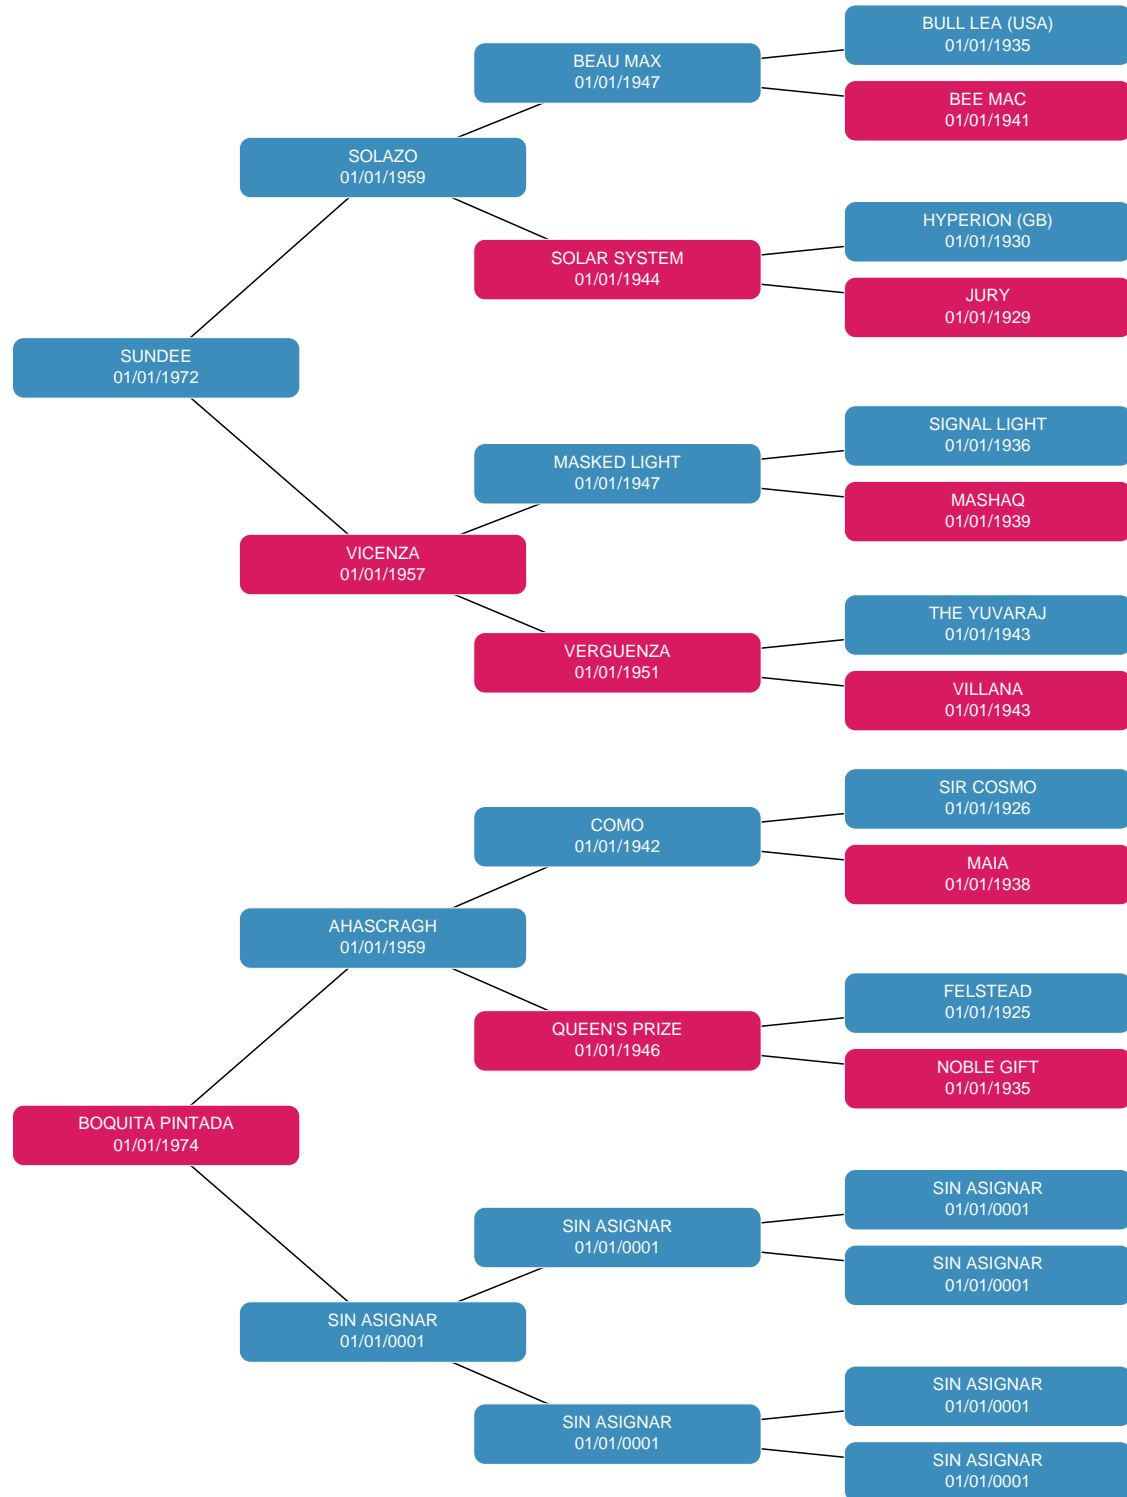 BULL LEA (USA)
01/01/1935
BEAU MAX
01/01/1947
BEE MAC
01/01/1941
SOLAZO
01/01/1959
HYPERION (GB)
01/01/1930
SOLAR SYSTEM
01/01/1944
JURY
01/01/1929
SUNDEE
01/01/1972
SIGNAL LIGHT
01/01/1936
MASKED LIGHT
01/01/1947
MASHAQ
01/01/1939
VICENZA
01/01/1957
THE YUVARAJ
01/01/1943
VERGUENZA
01/01/1951
VILLANA
01/01/1943
SIR COSMO
01/01/1926
COMO
01/01/1942
MAIA
01/01/1938
AHASCRAGH
01/01/1959
FELSTEAD
01/01/1925
QUEEN'S PRIZE
01/01/1946
NOBLE GIFT
01/01/1935
BOQUITA PINTADA
01/01/1974
SIN ASIGNAR
01/01/0001
SIN ASIGNAR
01/01/0001
SIN ASIGNAR
01/01/0001
SIN ASIGNAR
01/01/0001
SIN ASIGNAR
01/01/0001
SIN ASIGNAR
01/01/0001
SIN ASIGNAR
01/01/0001